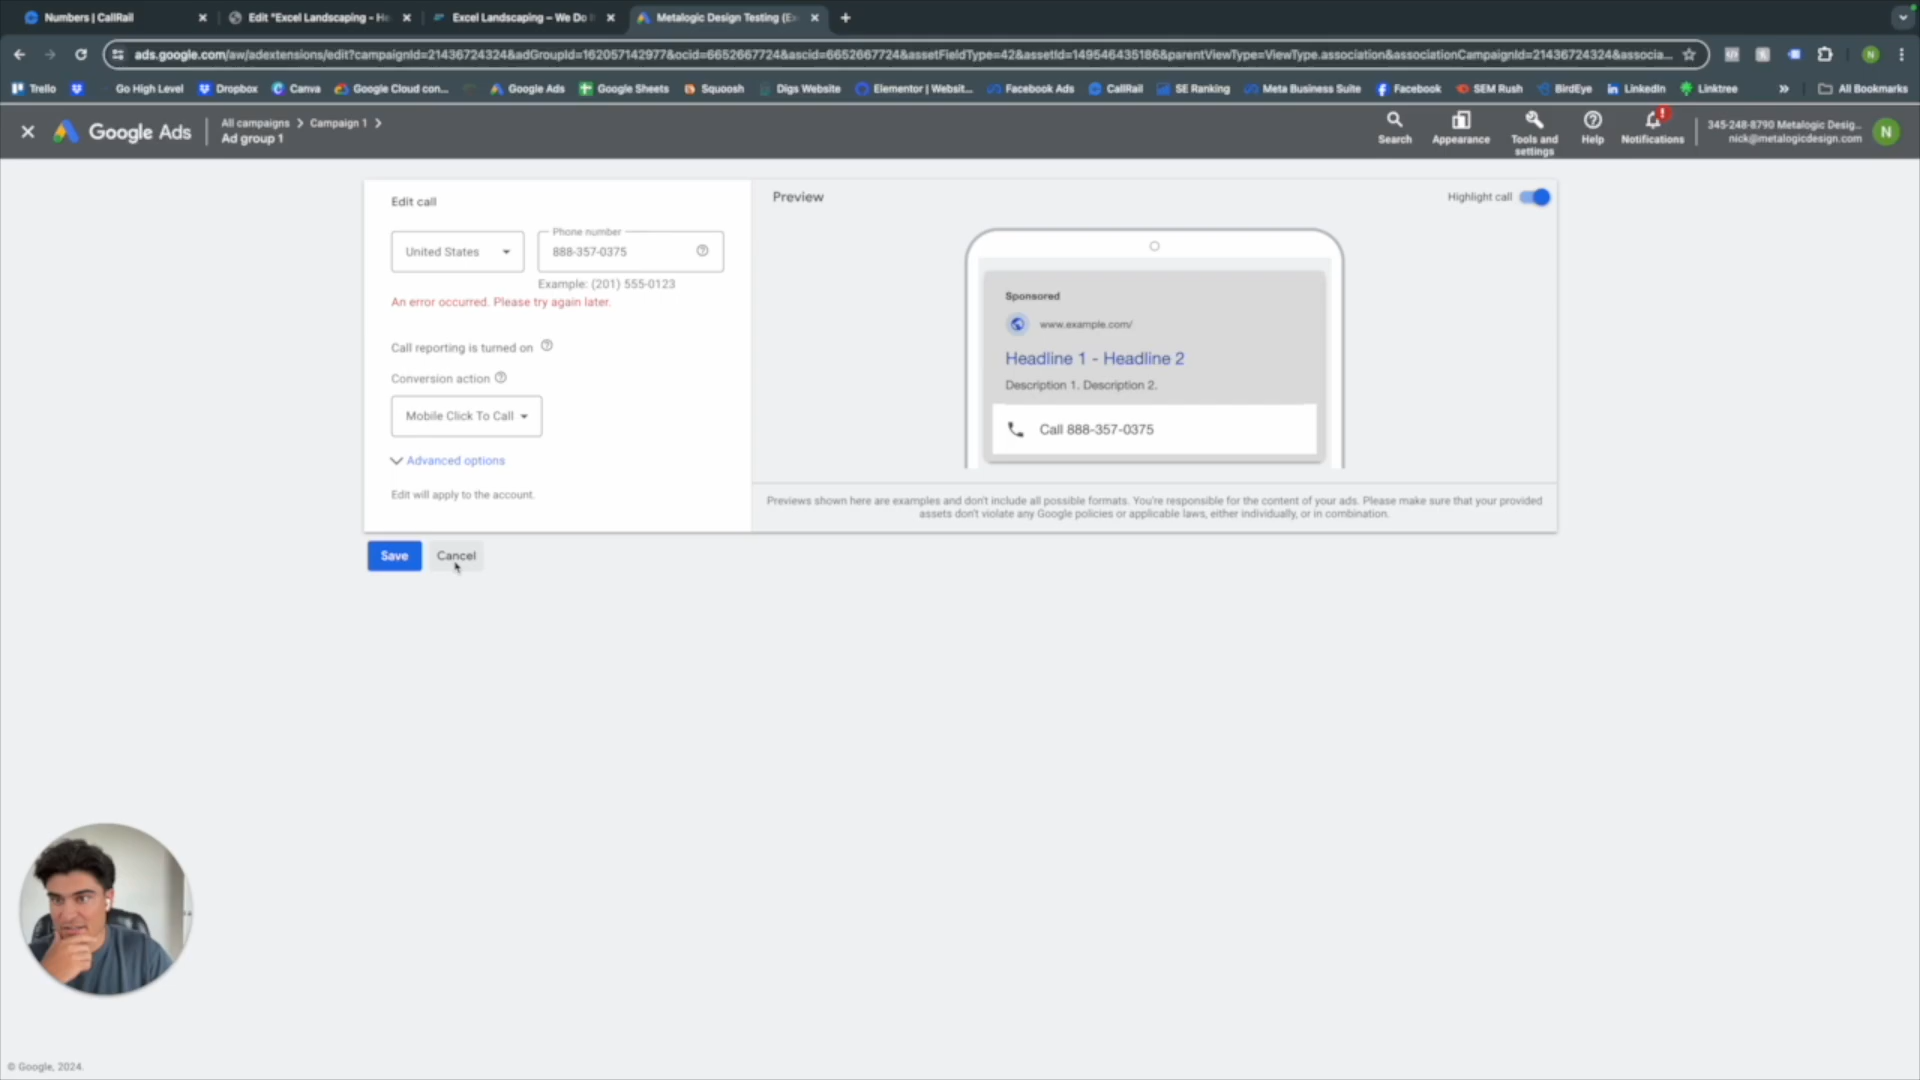 Numbers | CallRail
Edit "Excel Landscaping - H
Excel Landscaping – We Do
Metalogic Design Testing (E
ads.google.com/aw/adextensions/edit?campaignId=21436724324&adGroupId=162057142977&ocid=6652667724&ascid=6652667724&assetFieldType=42&assetId=149546435186&parentViewType=ViewType.association&associationCampaignId=21436724324&associa...
Trello
Go High Level
Dropbox
Canva
Google Cloud con...
Google Ads
Google Sheets
Squoosh
Digs Website
Elementor | Websit...
Facebook Ads
CallRail
SE Ranking
Meta Business Suite
Facebook
SEM Rush
BirdEye
LinkedIn
Linktree
»
All Bookmarks
Google Ads
All campaigns > Campaign 1 >
Ad group 1
Search
Appearance
Tools and
settings
Help
Notifications
345-248-8790 Metalogic Desig...
nick@metalogicdesign.com
N
Edit call
United States
Phone number
888-357-0375
Example: (201) 555-0123
An error occurred. Please try again later.
Call reporting is turned on
Conversion action
Mobile Click To Call
Advanced options
Edit will apply to the account.
Save
Cancel
Preview
Highlight call
Sponsored
www.example.com/
Headline 1 - Headline 2
Description 1. Description 2.
Call 888-357-0375
Previews shown here are examples and don't include all possible formats. You're responsible for the content of your ads. Please make sure that your provided
assets don't violate any Google policies or applicable laws, either individually, or in combination.
© Google, 2024.